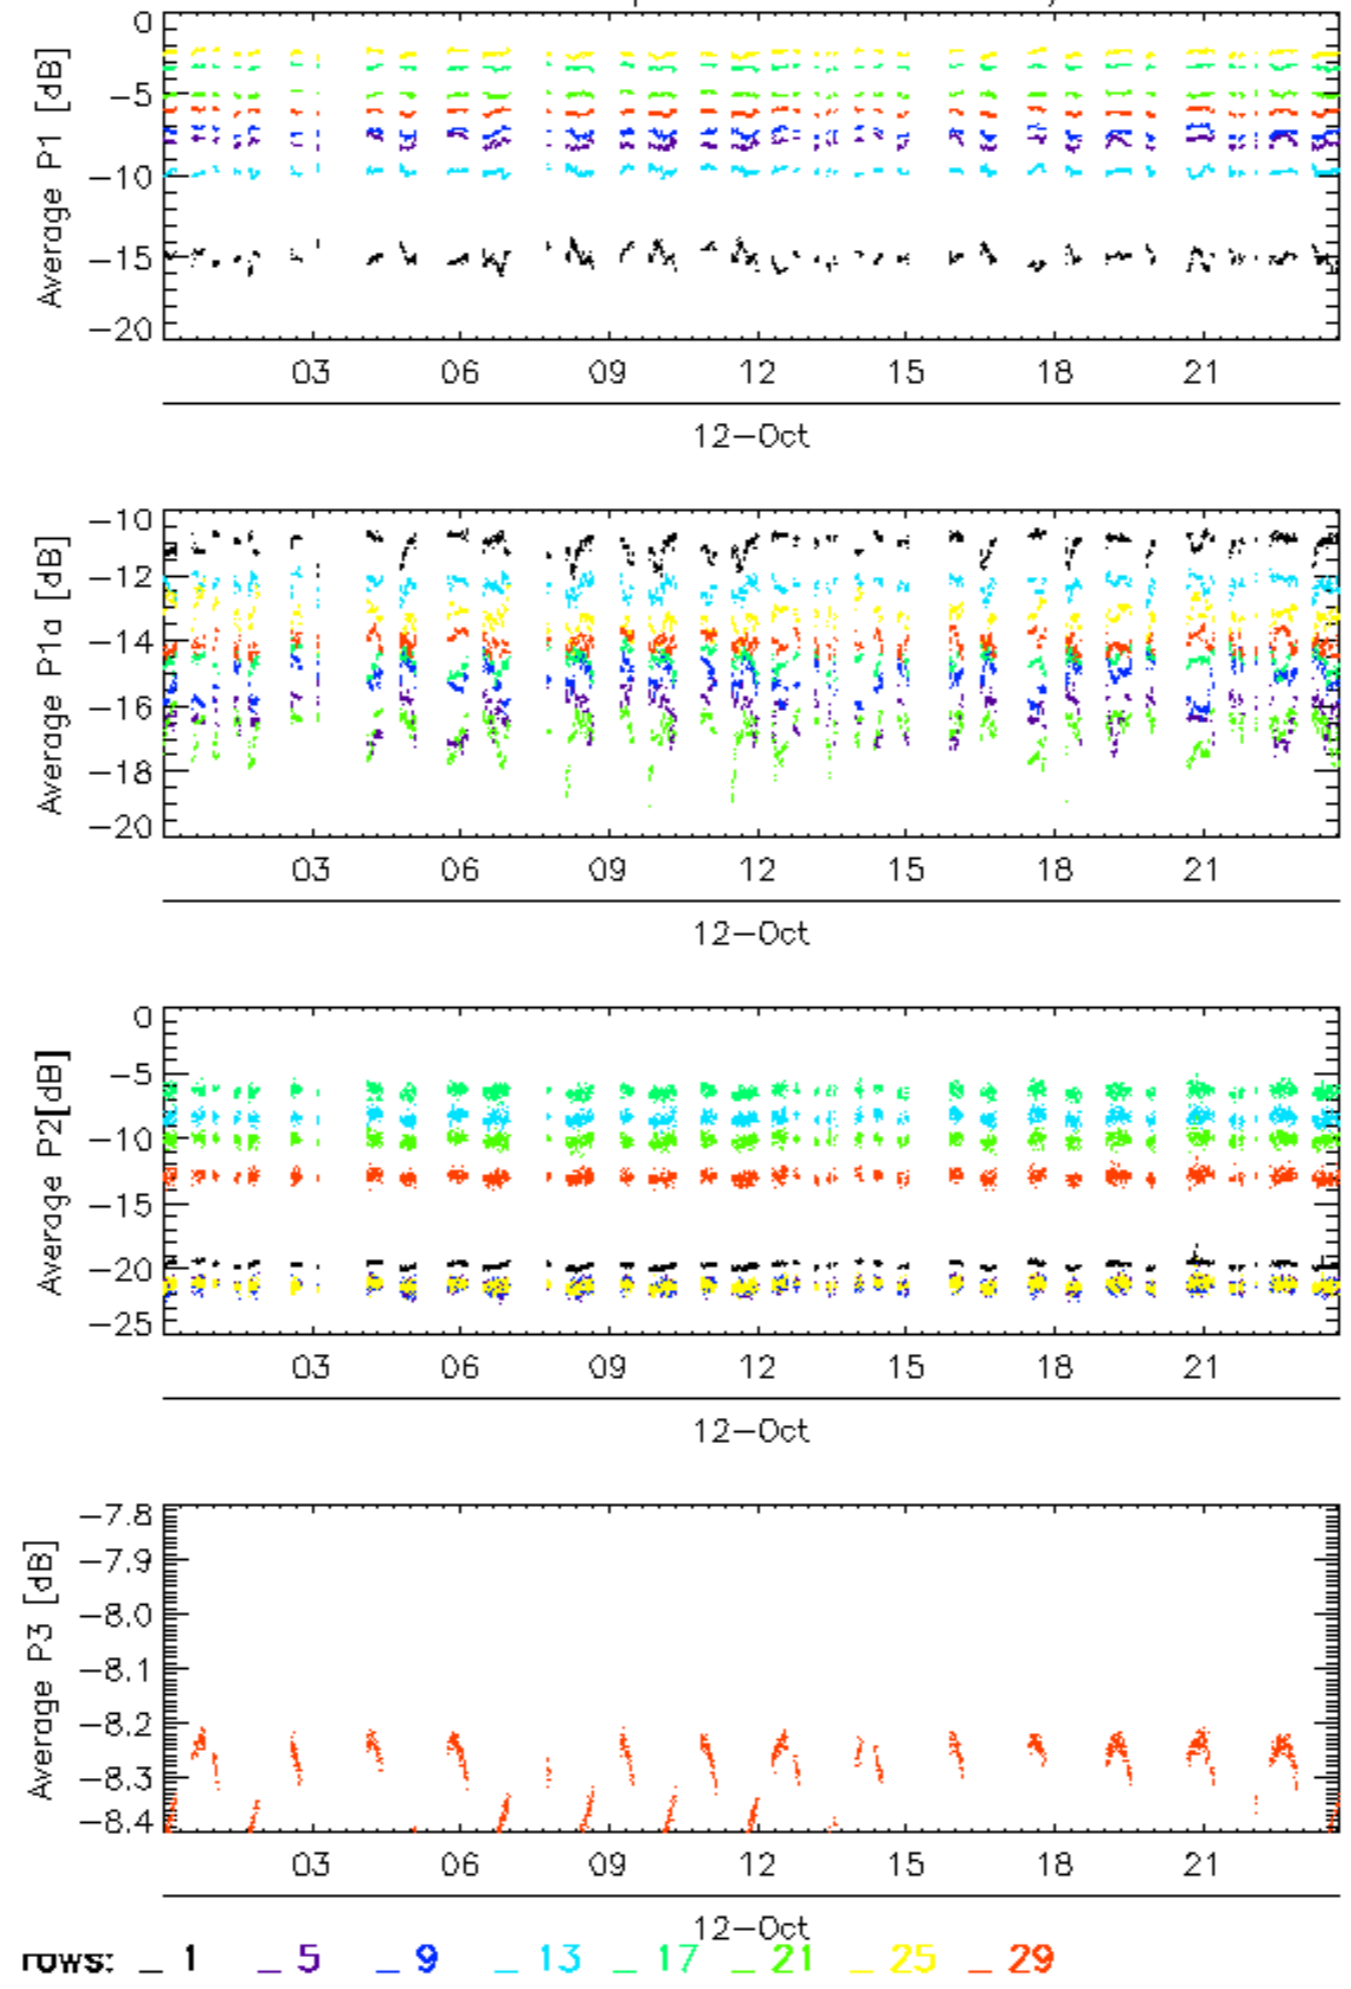 0
−5
−10
−15
−20
Average P1 [dB]
03 06 09 12 15 18 21
12−Oct
−10
−12
−14
−16
−18
−20
Average P1a [dB]
03 06 09 12 15 18 21
12−Oct
0
−5
−10
−15
−20
−25
Average P2[dB]
03 06 09 12 15 18 21
12−Oct
−7.8
−7.9
−8.0
−8.1
−8.2
−8.3
−8.4
Average P3 [dB]
03 06 09 12 15 18 21
12−Oct
rows: _ 1 _ 5 _ 9 _ 13 _ 17 _ 21 _ 25 _ 29